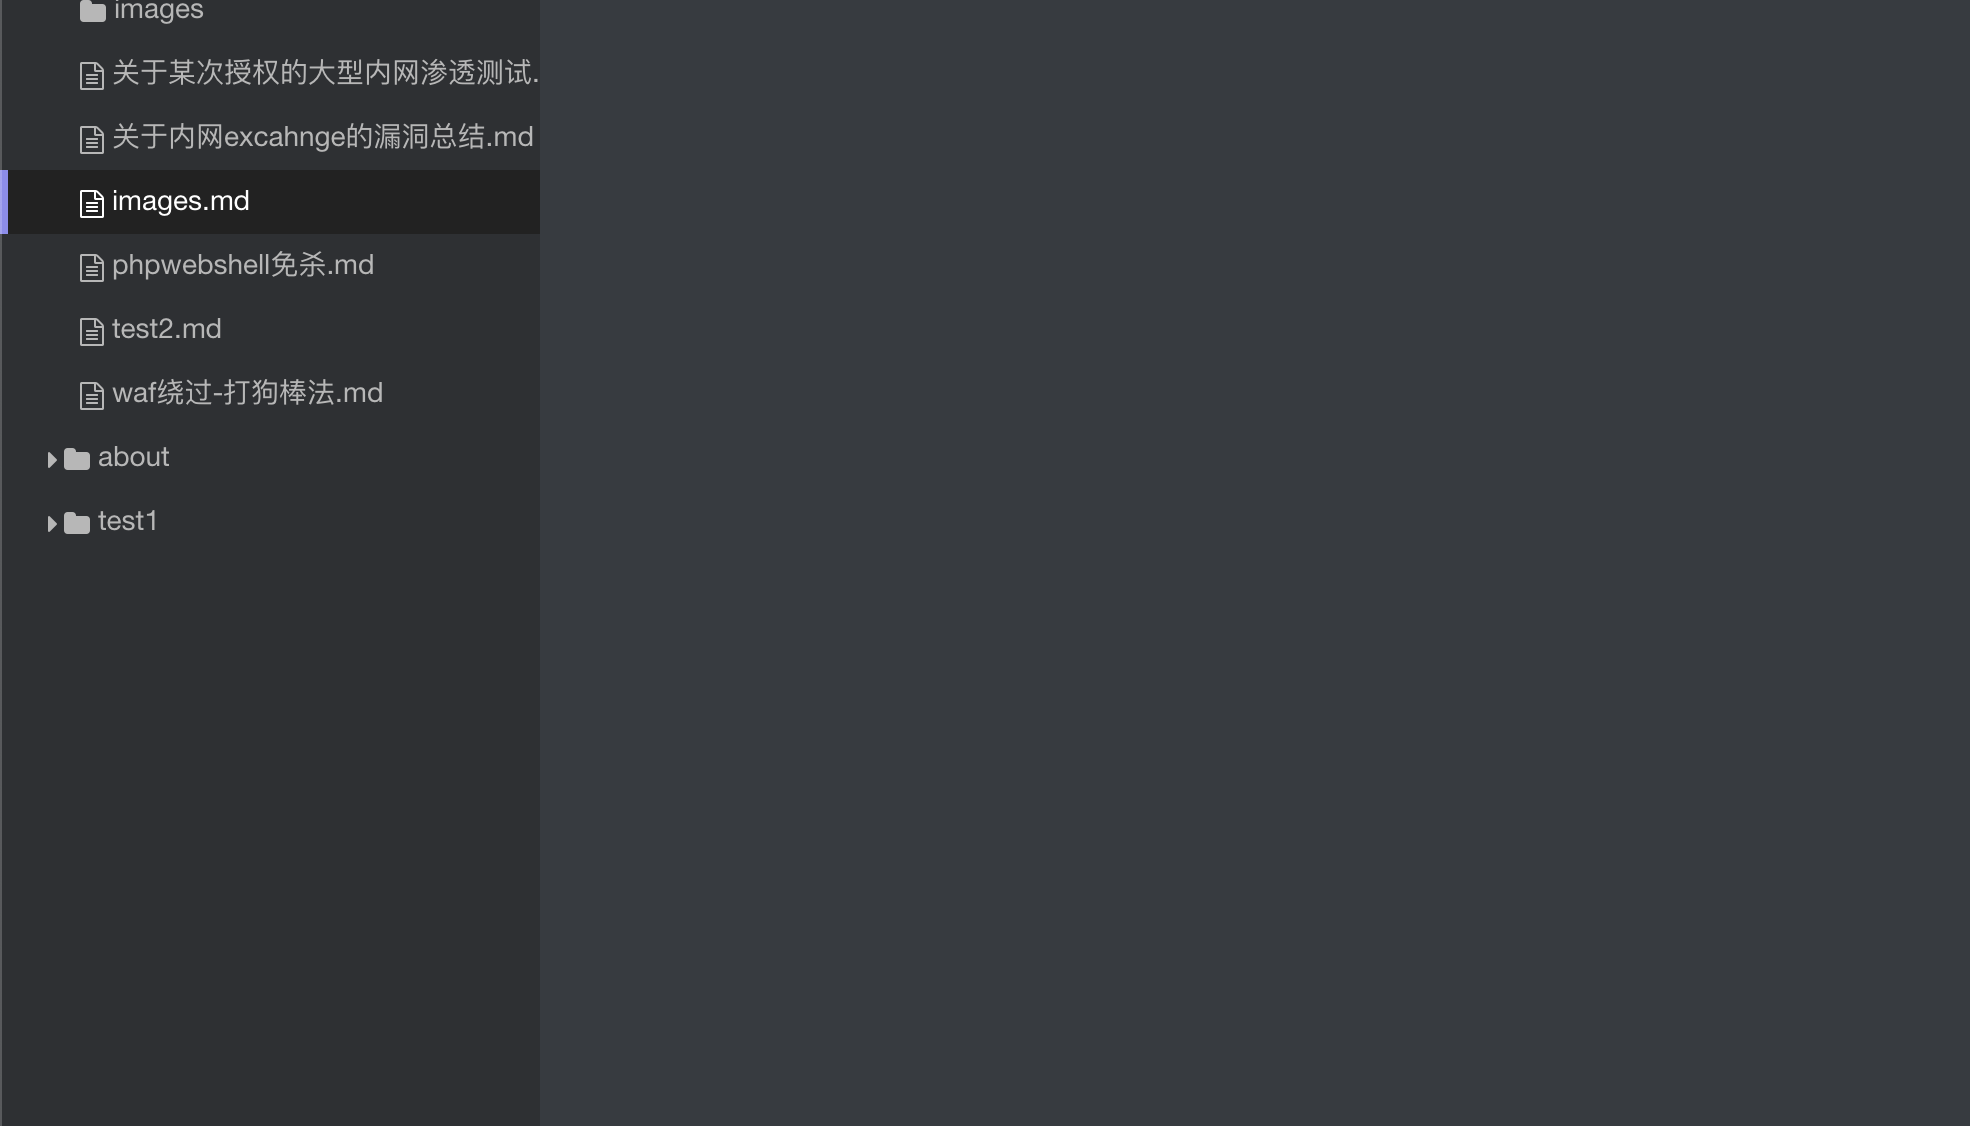 images
关于某次授权的大型内网渗透测试.
关于内网excahnge的漏洞总结.md
images.md
phpwebshell免杀.md
test2.md
waf绕过-打狗棒法.md
about
test1